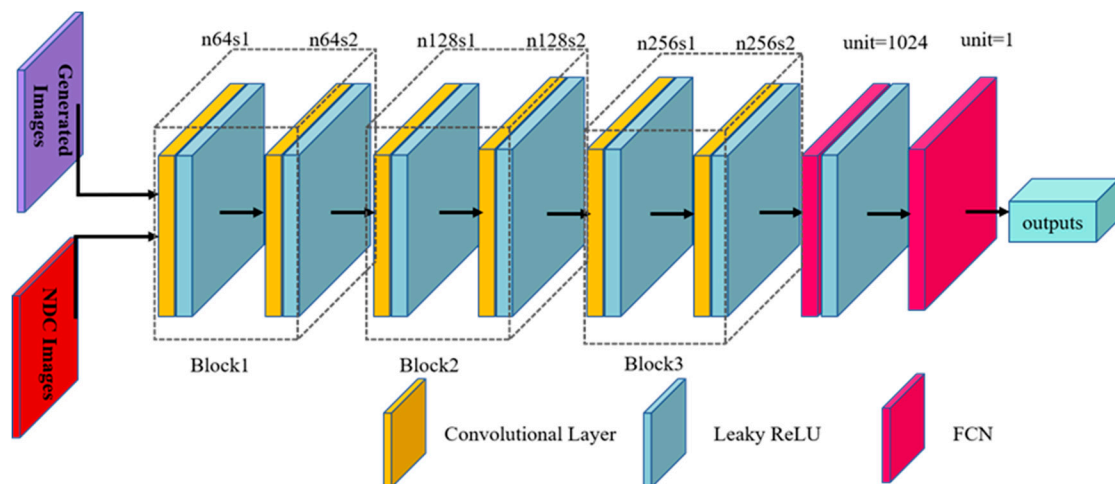 n64s1 n64s2 n128s1 n128s2 n256s1 n256s2 unit=1024 unit=1
Generated
Images
NDC Images
outputs
Block1 Block2 Block3
Convolutional Layer Leaky ReLU FCN